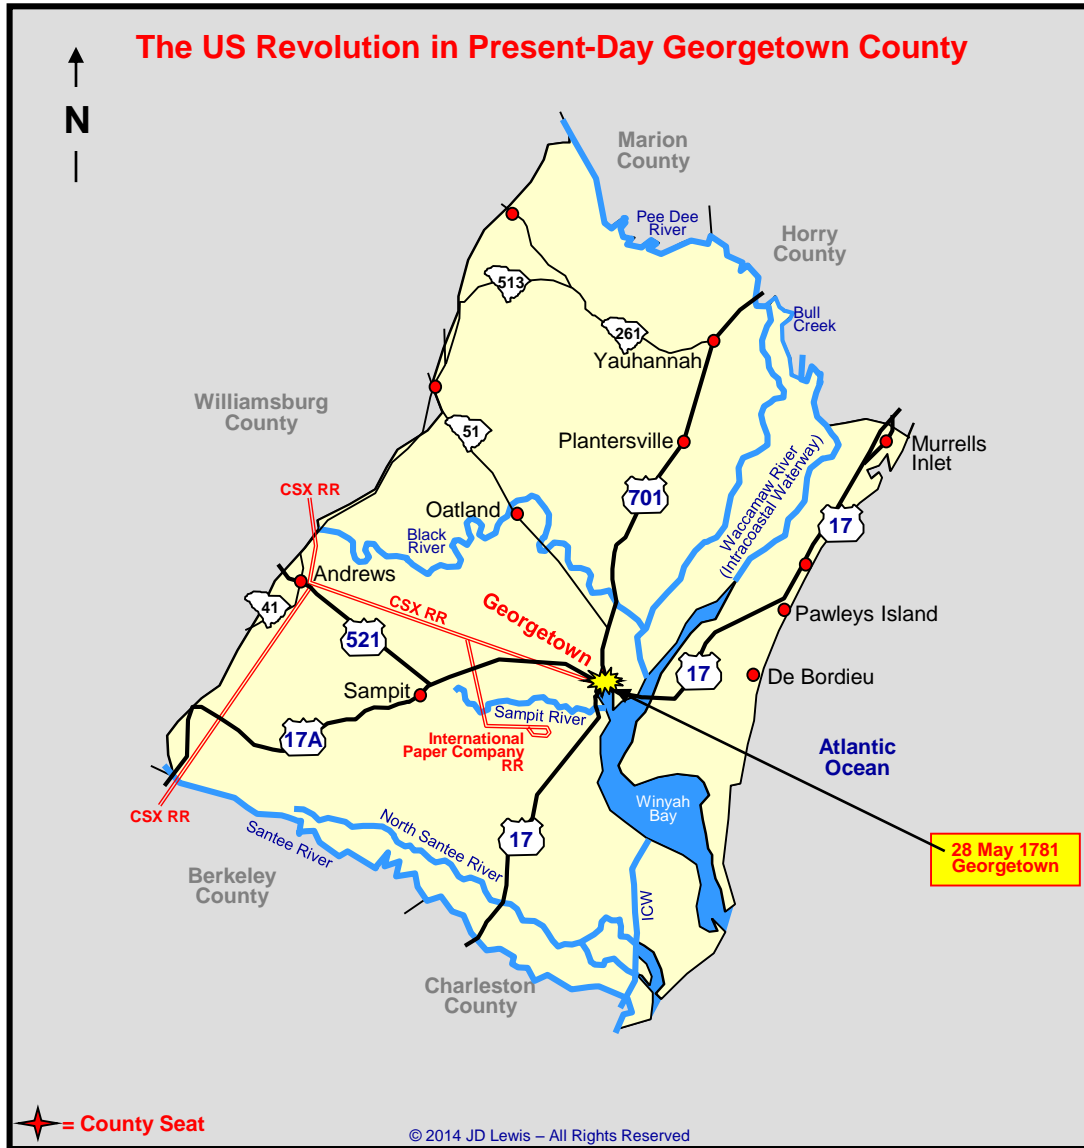 The US Revolution in Present-Day Georgetown County
N
Marion
County
Pee Dee
River
Horry
County
513
Bull
Creek
261
Yauhannah
Williamsburg
County
51
Plantersville
Murrells
Inlet
CSX RR
701
Waccamaw River
(Intracoastal Waterway)
Oatland
17
Black
River
Andrews
41
CSX RR
Georgetown
521
Pawleys Island
17
De Bordieu
Sampit
Sampit River
17A
International
Paper Company
RR
Atlantic
Ocean
CSX RR
Winyah
Bay
Santee River
North Santee River
17
28 May 1781
Georgetown
Berkeley
County
ICW
Charleston
County
= County Seat
© 2014 JD Lewis – All Rights Reserved